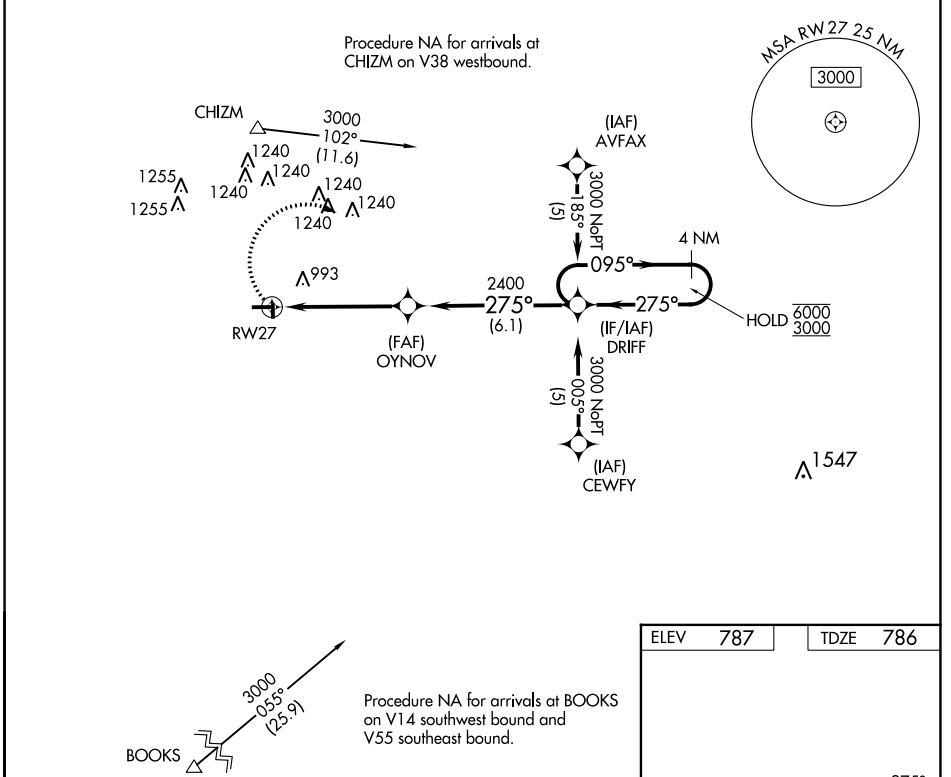 Procedure NA for arrivals at
CHIZM on V38 westbound.
MSA RW27 25 NM
3000
CHIZM
3000
102°
(11.6)
(IAF)
AVFAX
1240
1255
1240
1240
1240
1255
1240
1240
3000 NoPT
185°
(5)
4 NM
095°
993
2400
275°
(6.1)
275°
HOLD 6000
3000
RW27
(FAF)
OYNOV
(IF/IAF)
DRIFF
3000 NoPT
005°
(5)
(IAF)
CEWFY
1547
ELEV 787
TDZE 786
3000
055°
(25.9)
BOOKS
Procedure NA for arrivals at BOOKS
on V14 southwest bound and
V55 southeast bound.